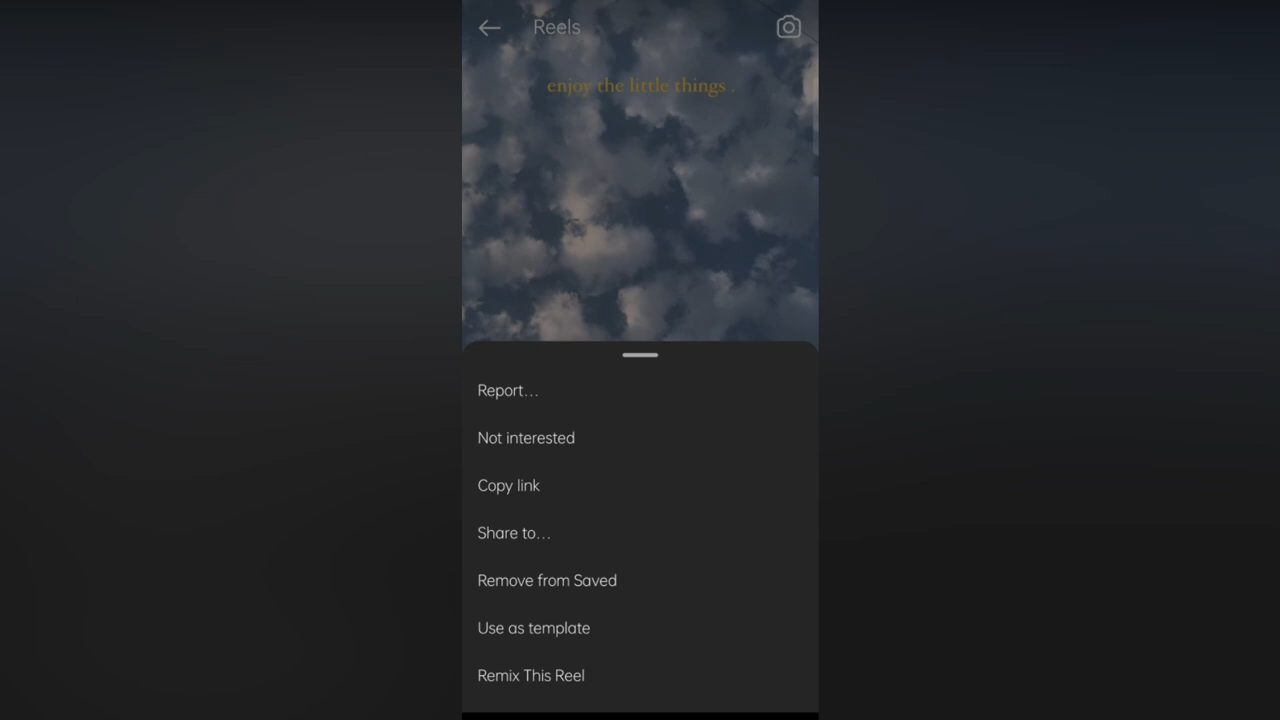 Reels
enjoy the little things .
Report...
Not interested
Copy link
Share to...
Remove from Saved
Use as template
Remix This Reel